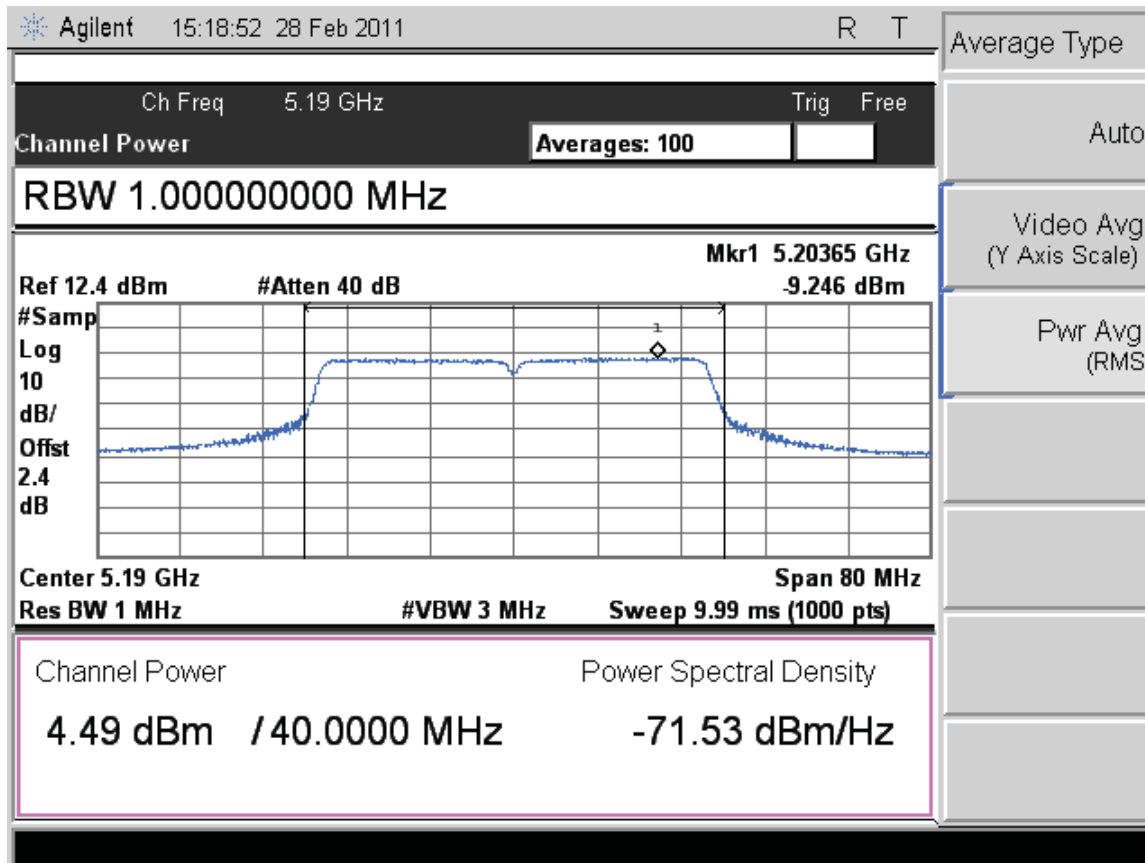 Agilent 15:18:52 28 Feb 2011 R T
Average Type
Ch Freq 5.19 GHz Trig Free
Channel Power Averages: 100
Auto
RBW 1.000000000 MHz
Video Avg
(Y Axis Scale)
Mkr1 5.20365 GHz
Ref 12.4 dBm #Atten 40 dB -9.246 dBm
#Samp
Log
10
dB/
Offst
2.4
dB
1
Pwr Avg
(RMS
Center 5.19 GHz Span 80 MHz
Res BW 1 MHz #VBW 3 MHz Sweep 9.99 ms (1000 pts)
Channel Power Power Spectral Density
4.49 dBm / 40.0000 MHz -71.53 dBm/Hz